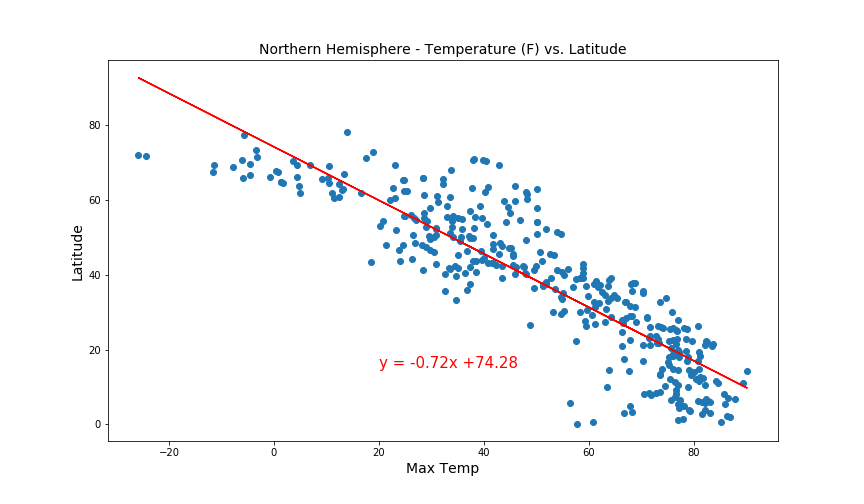 Northern Hemisphere - Temperature (F) vs. Latitude
80
60
40
20
0
Latitude
y = -0.72x +74.28
−20
0
20
40
60
80
Max Temp